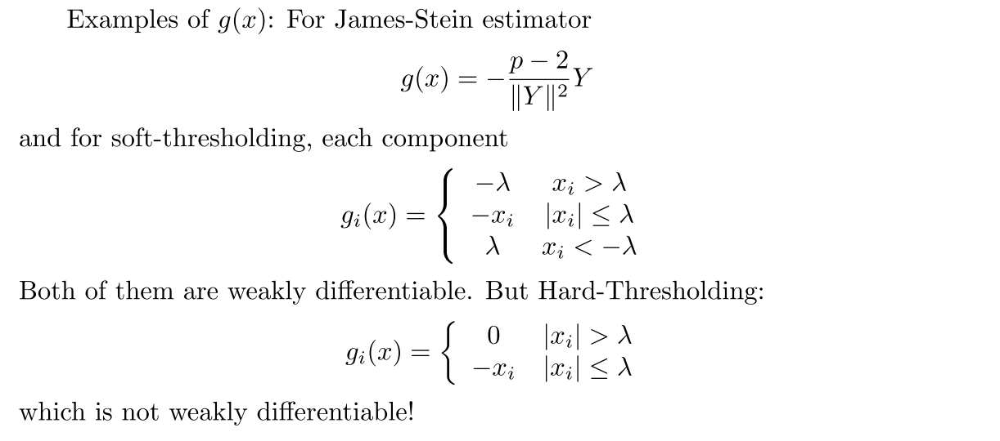 Examples of g(x): For James-Stein estimator
g(x) = -\frac{p-2}{\|Y\|^2} Y
and for soft-thresholding, each component
g_i(x) = \begin{cases} -\lambda & x_i > \lambda \\ -x_i & |x_i| \leq \lambda \\ \lambda & x_i < -\lambda \end{cases}
Both of them are weakly differentiable. But Hard-Thresholding:
g_i(x) = \begin{cases} 0 & |x_i| > \lambda \\ -x_i & |x_i| \leq \lambda \end{cases}
which is not weakly differentiable!